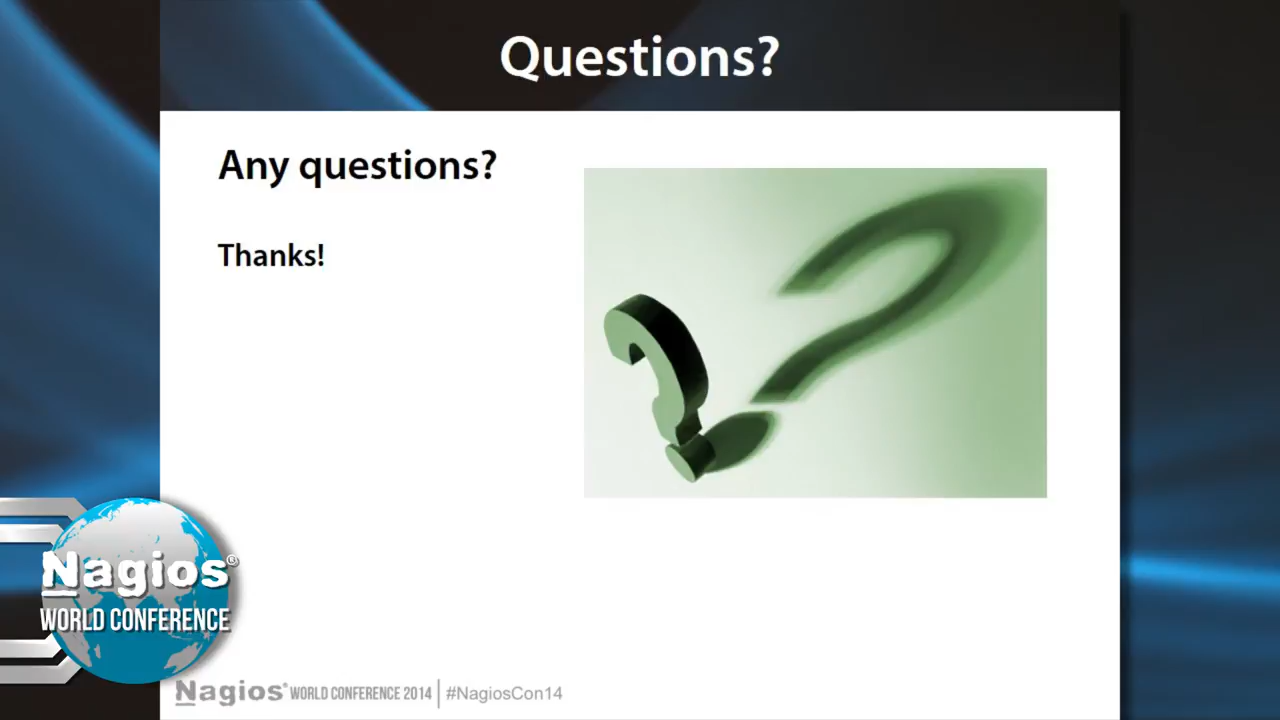 Questions?
Any questions?
Thanks!
Nagios®
WORLD CONFERENCE
Nagios® WORLD CONFERENCE 2014 | #NagiosCon14